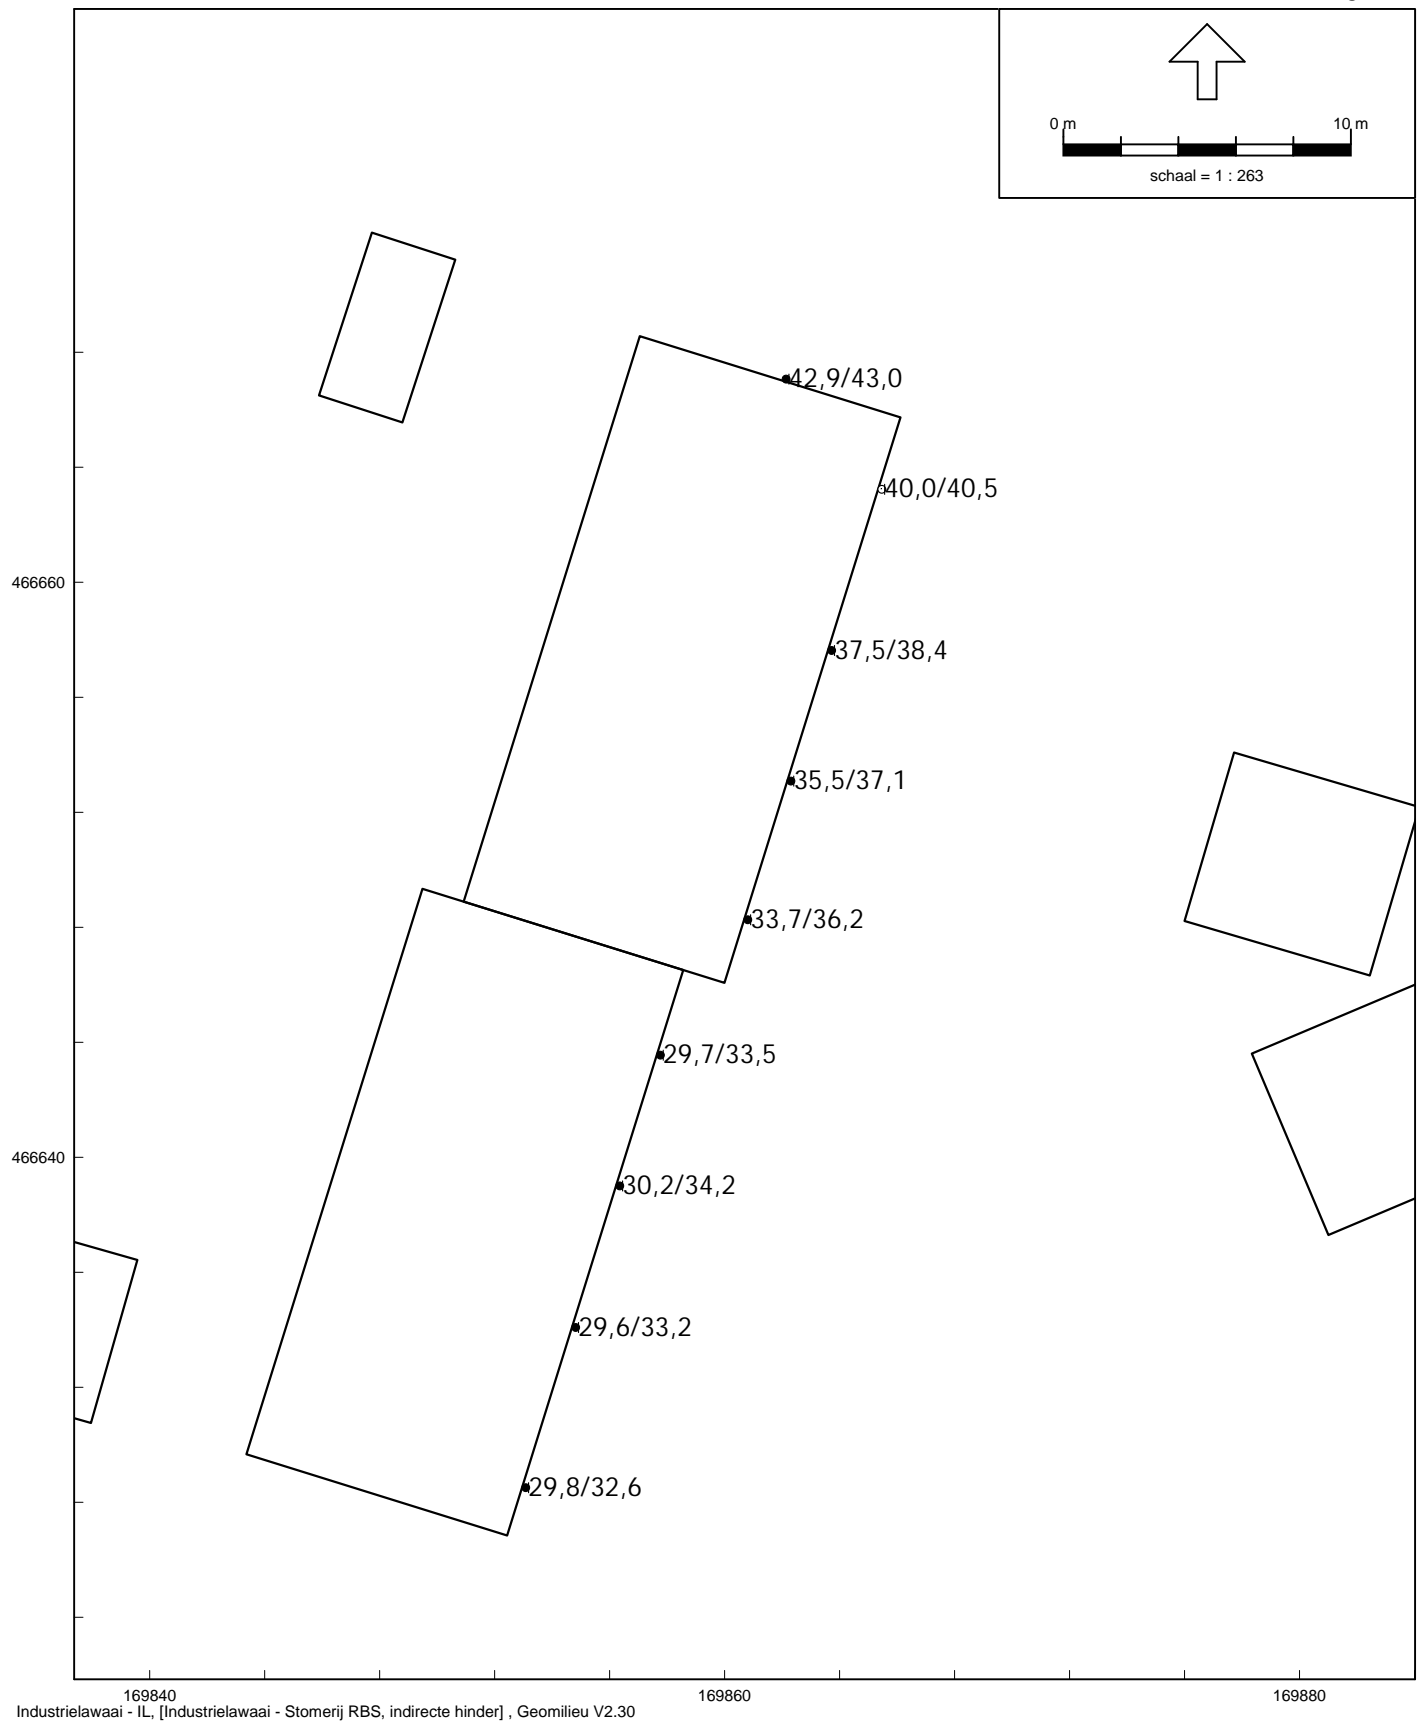 0 m 10 m
schaal = 1 : 263
42,9/43,0
40,0/40,5
466660
37,5/38,4
35,5/37,1
33,7/36,2
29,7/33,5
466640
30,2/34,2
29,6/33,2
29,8/32,6
169840 169860 169880
Industrielawaai - IL, [Industrielawaai - Stomerij RBS, indirecte hinder] , Geomilieu V2.30